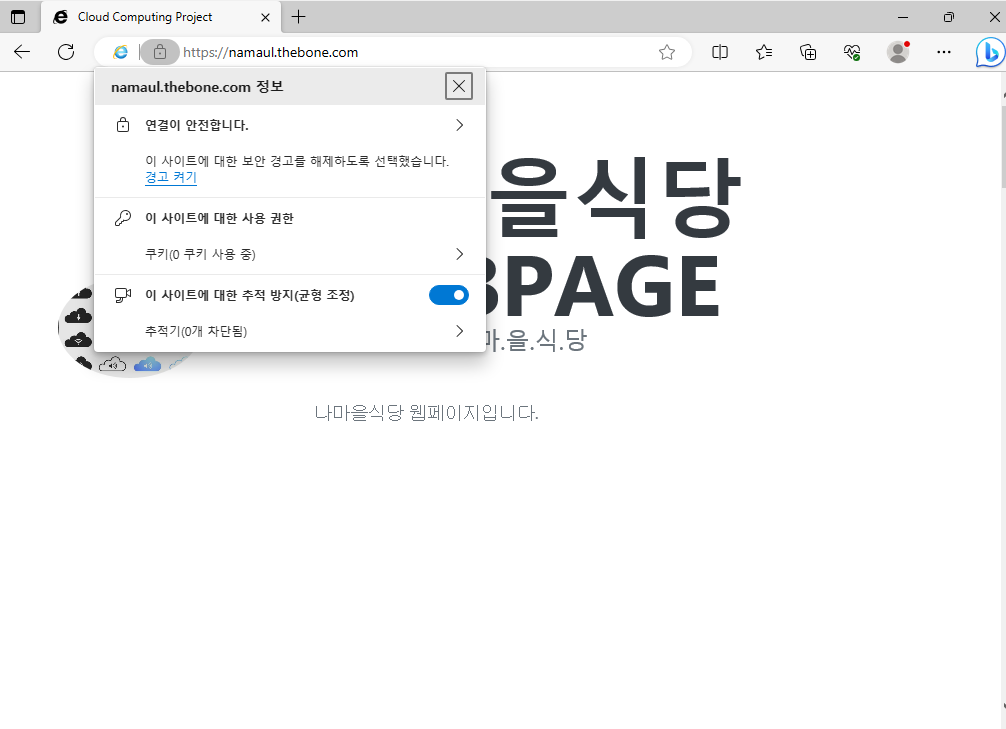 Cloud Computing Project
https://namaul.thebone.com
namaul.thebone.com 정보
연결이 안전합니다.
이 사이트에 대한 보안 경고를 해제하도록 선택했습니다.
경고 켜기
이 사이트에 대한 사용 권한
쿠키(0 쿠키 사용 중)
이 사이트에 대한 추적 방지(균형 조정)
추적기(0개 차단됨)
을식당
BPAGE
마.을.식.당
나마을식당 웹페이지입니다.